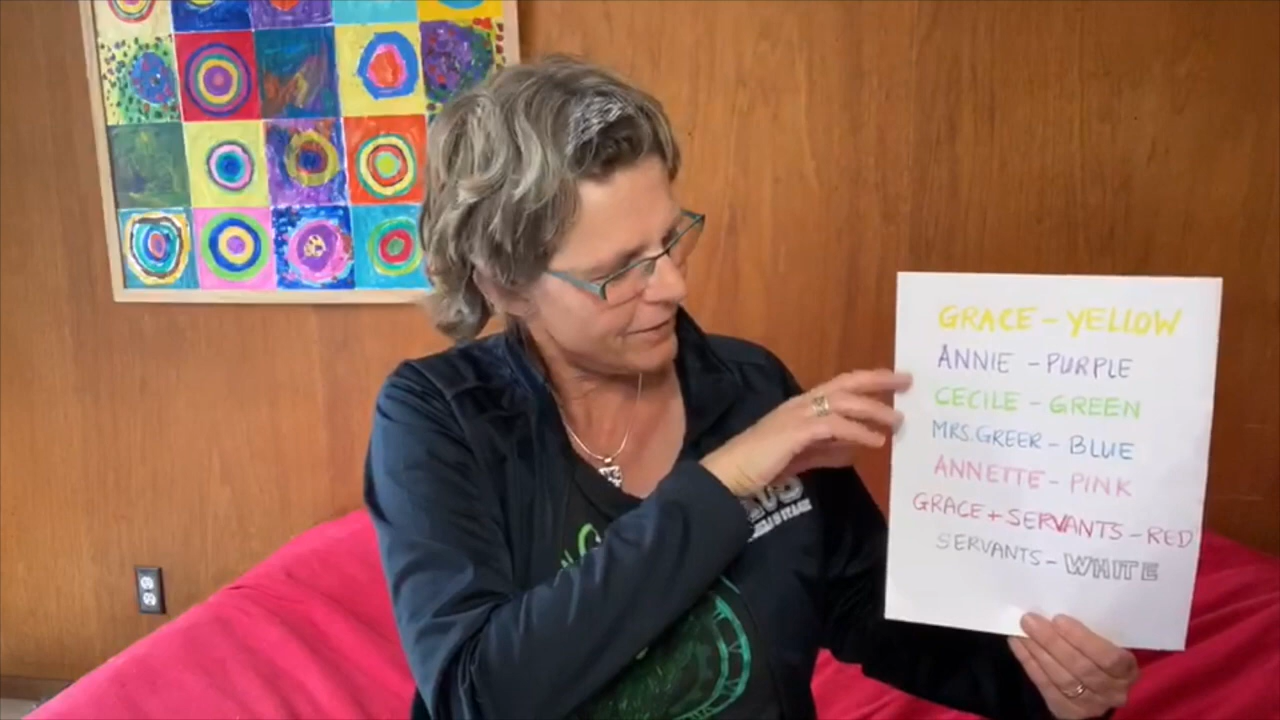 GRACE - YELLOW
ANNIE - PURPLE
CECILE - GREEN
MRS. GREER - BLUE
ANNETTE - PINK
GRACE + SERVANTS - RED
SERVANTS - WHITE